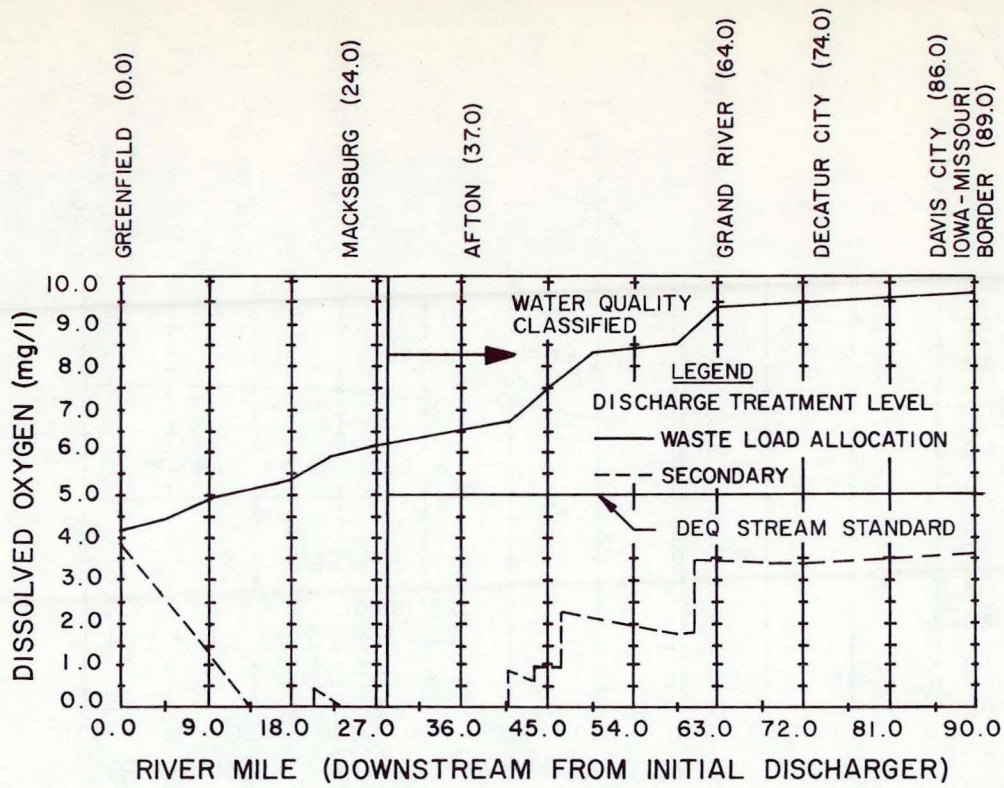 GREENFIELD (0.0)
MACKSBURG (24.0)
AFTON (37.0)
GRAND RIVER (64.0)
DECATUR CITY (74.0)
DAVIS CITY (86.0)
IOWA-MISSOURI
BORDER (89.0)
DISSOLVED OXYGEN (mg/l)
10.0
9.0
8.0
7.0
6.0
5.0
4.0
3.0
2.0
1.0
0.0
WATER QUALITY
CLASSIFIED
LEGEND
DISCHARGE TREATMENT LEVEL
WASTE LOAD ALLOCATION
SECONDARY
DEQ STREAM STANDARD
0.0 9.0 18.0 27.0 36.0 45.0 54.0 63.0 72.0 81.0 90.0
RIVER MILE (DOWNSTREAM FROM INITIAL DISCHARGER)